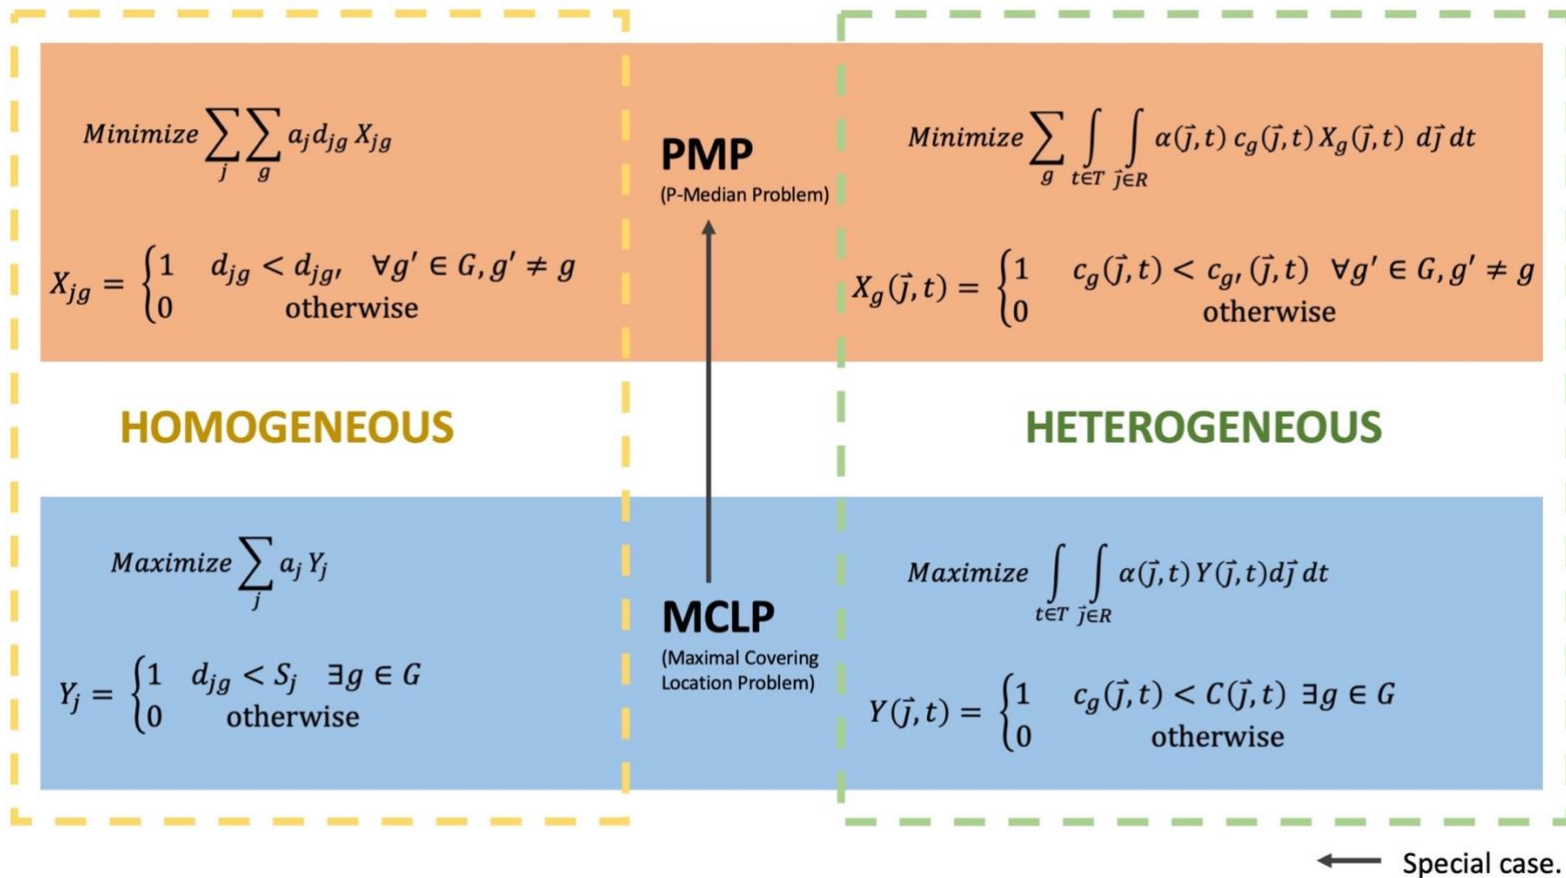 Minimize ∑_j ∑_g a_j d_jg X_jg
X_jg = {1 d_jg < d_jg′ ∀g′ ∈ G, g′ ≠ g
0 otherwise
PMP
(P-Median Problem)
Minimize ∑_g ∫_{t∈T} ∫_{j⃗∈R} α(j⃗, t) c_g(j⃗, t) X_g(j⃗, t) dj⃗ dt
X_g(j⃗, t) = {1 c_g(j⃗, t) < c_g′(j⃗, t) ∀g′ ∈ G, g′ ≠ g
0 otherwise
HOMOGENEOUS
HETEROGENEOUS
Maximize ∑_j a_j Y_j
Y_j = {1 d_jg < S_j ∃g ∈ G
0 otherwise
MCLP
(Maximal Covering
Location Problem)
Maximize ∫_{t∈T} ∫_{j⃗∈R} α(j⃗, t) Y(j⃗, t)dj⃗ dt
Y(j⃗, t) = {1 c_g(j⃗, t) < C(j⃗, t) ∃g ∈ G
0 otherwise
Special case.